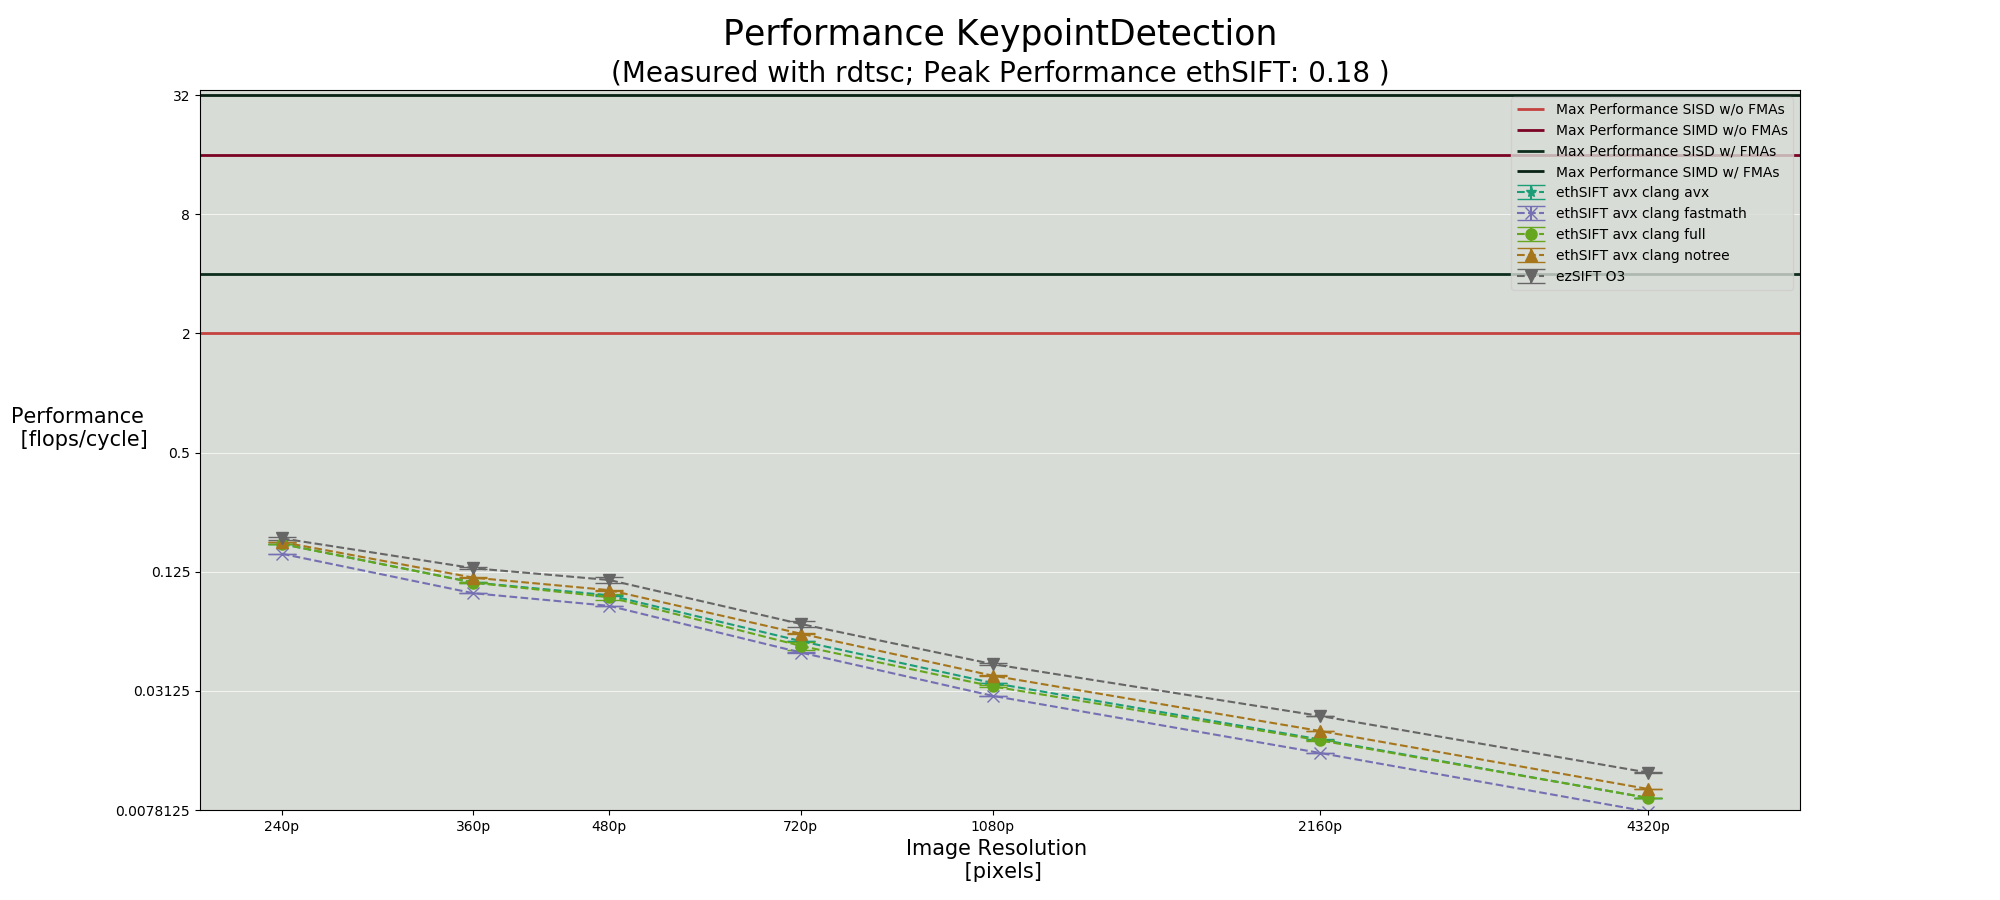 Performance KeypointDetection
(Measured with rdtsc; Peak Performance ethSIFT: 0.18 )
32
8
2
0.5
0.125
0.03125
0.0078125
Performance
[flops/cycle]
Max Performance SISD w/o FMAs
Max Performance SIMD w/o FMAs
Max Performance SISD w/ FMAs
Max Performance SIMD w/ FMAs
ethSIFT avx clang avx
ethSIFT avx clang fastmath
ethSIFT avx clang full
ethSIFT avx clang notree
ezSIFT O3
240p 360p 480p 720p 1080p 2160p 4320p
Image Resolution
[pixels]